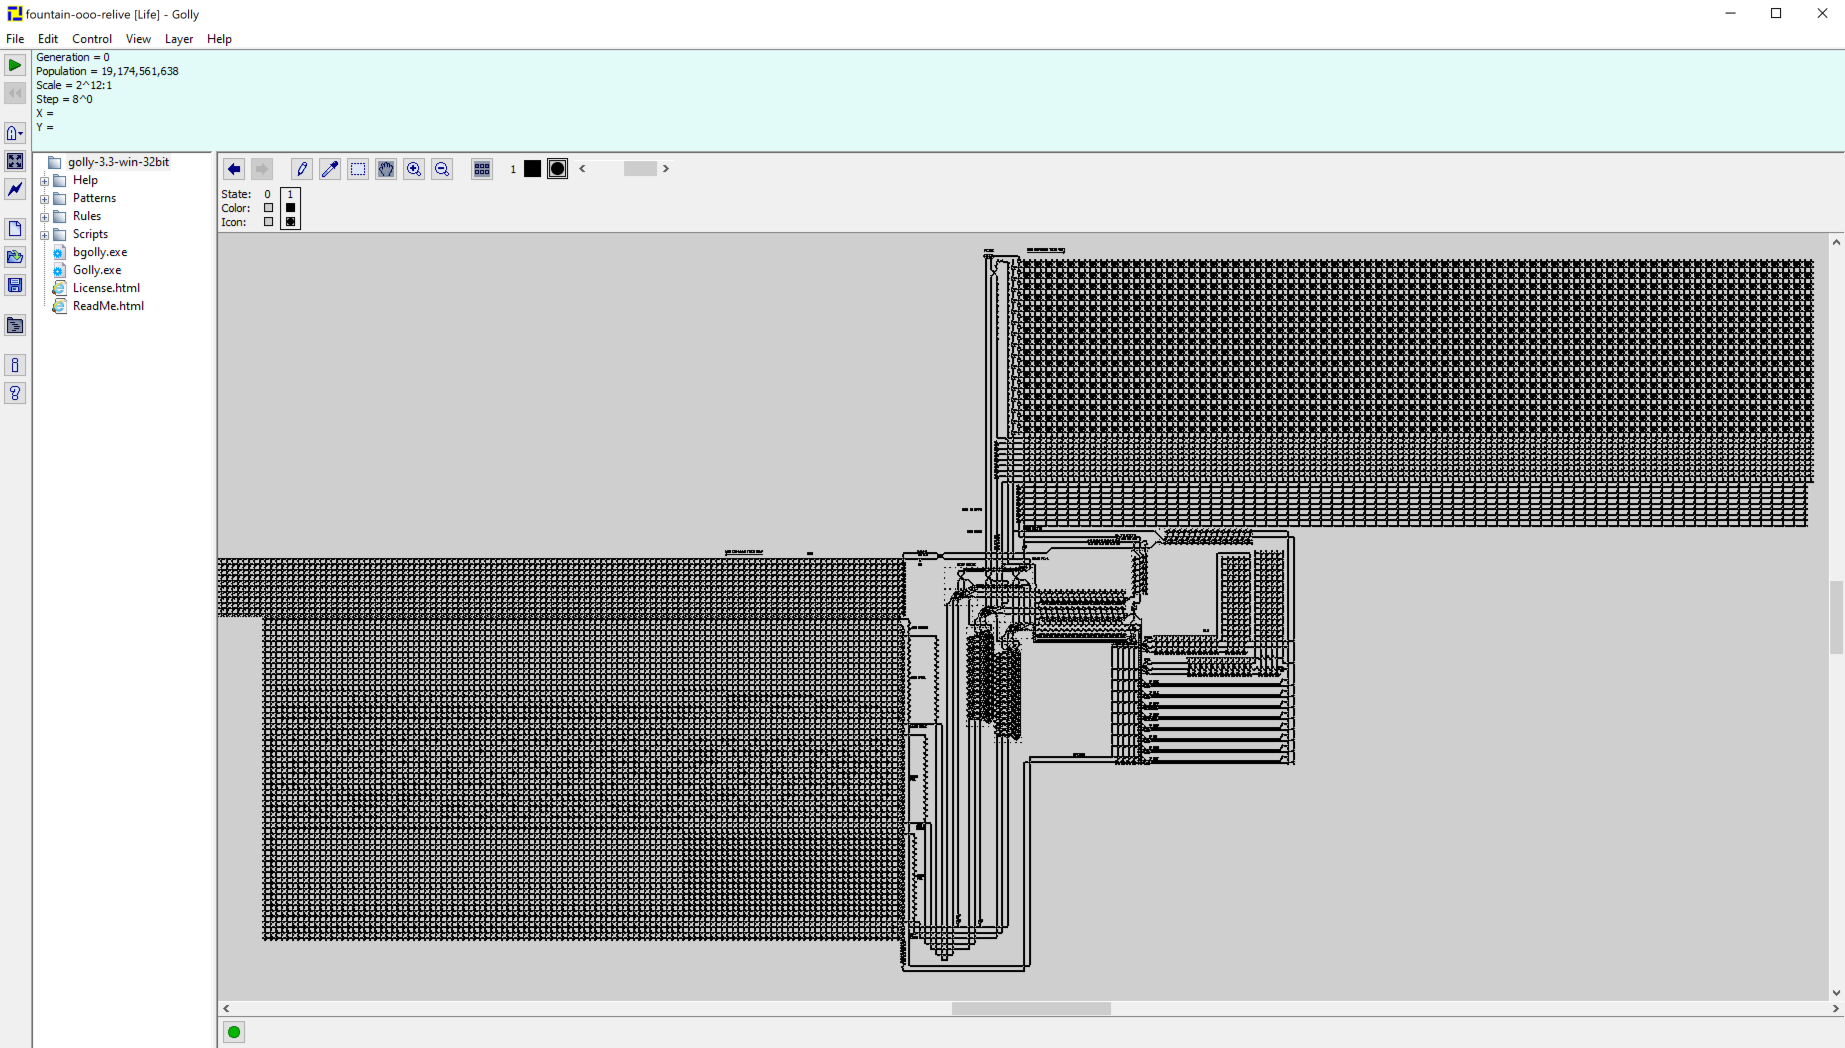 fountain-ooo-relive [Life] - Golly
File Edit Control View Layer Help
Generation = 0
Population = 19,174,561,638
Scale = 2^12:1
Step = 8^0
X =
Y =
golly-3.3-win-32bit
Help
Patterns
Rules
Scripts
bgolly.exe
Golly.exe
License.html
ReadMe.html
1
State: 0 1
Color:
Icon: